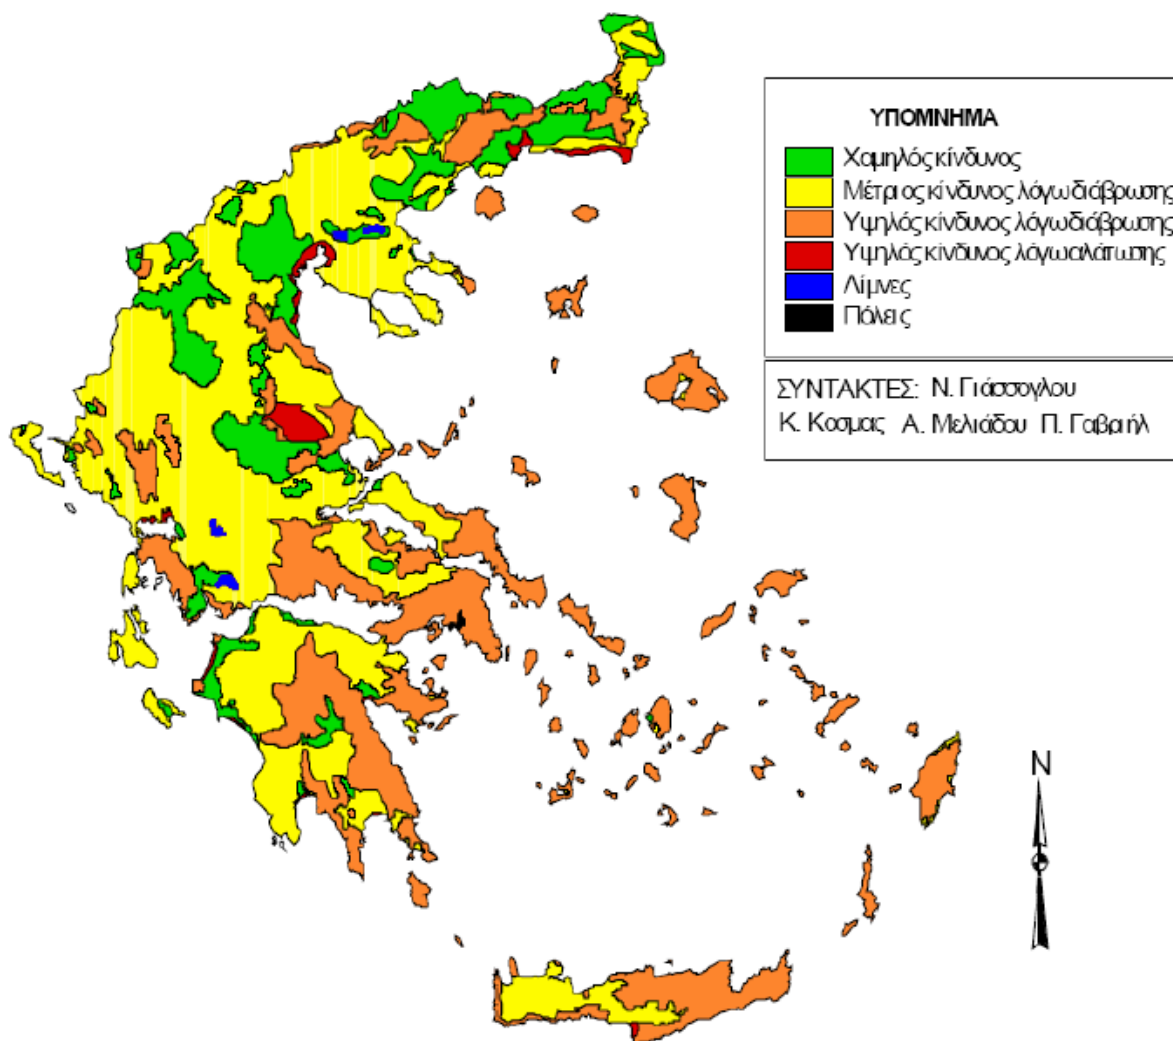 ΥΠΟΜΝΗΜΑ
Χαμηλός κίνδυνος
Μέτριος κίνδυνος λόγω διάβρωσης
Υψηλός κίνδυνος λόγω διάβρωσης
Υψηλός κίνδυνος λόγω αλάτωσης
Λίμνες
Πόλεις
ΣΥΝΤΑΚΤΕΣ: Ν. Γιάσσογλου
Κ. Κοσμας Α. Μελιάδου Π. Γαβριήλ
N